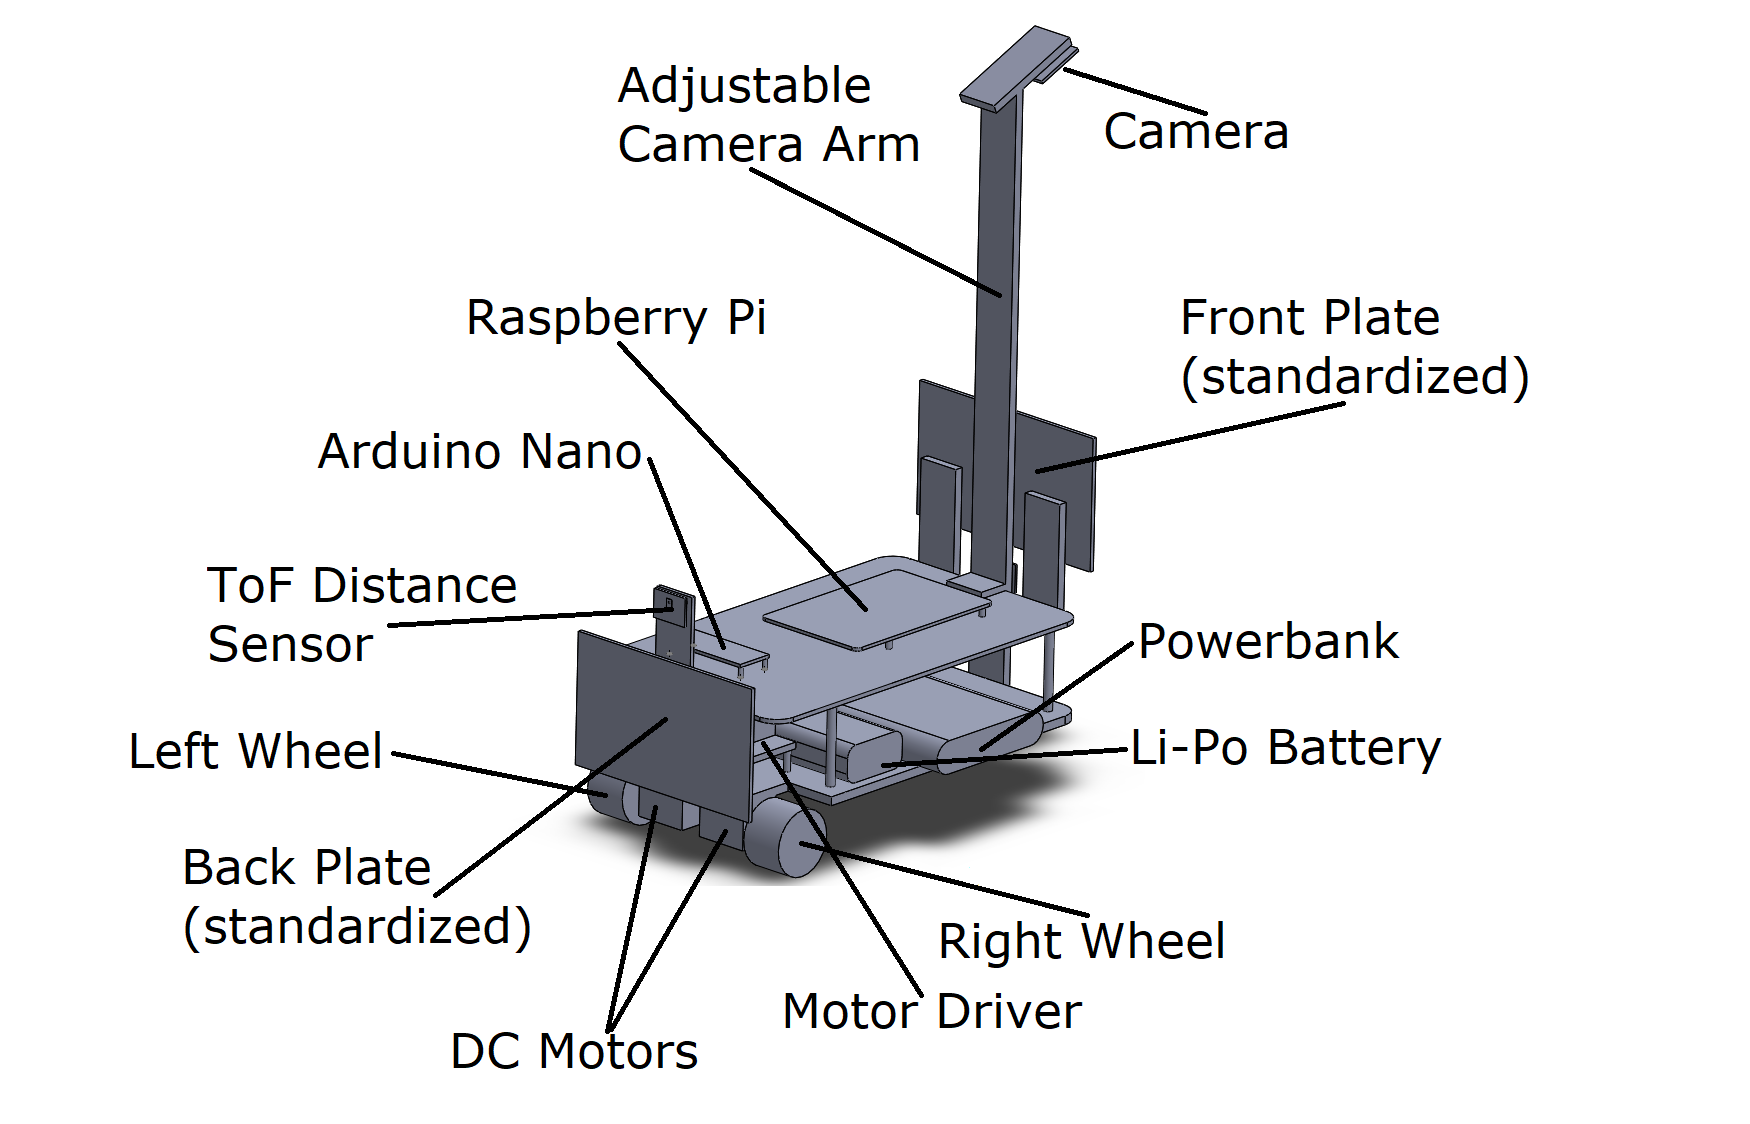 Adjustable
Camera Arm
Camera
Raspberry Pi
Front Plate
(standardized)
Arduino Nano
ToF Distance
Sensor
Powerbank
Left Wheel
Li-Po Battery
Back Plate
(standardized)
Right Wheel
Motor Driver
DC Motors